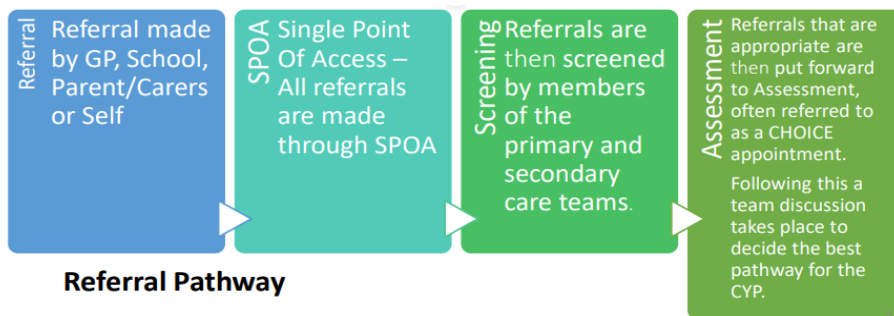 Referral
Referral made
by GP, School,
Parent/Carers
or Self
SPOA
Single Point
Of Access –
All referrals
are made
through SPOA
Screening
Referrals are
then screened
by members
of the
primary and
secondary
care teams.
Assessment
Referrals that are
appropriate are
then put forward
to Assessment,
often referred to
as a CHOICE
appointment.
Following this a
team discussion
takes place to
decide the best
pathway for the
CYP.
Referral Pathway